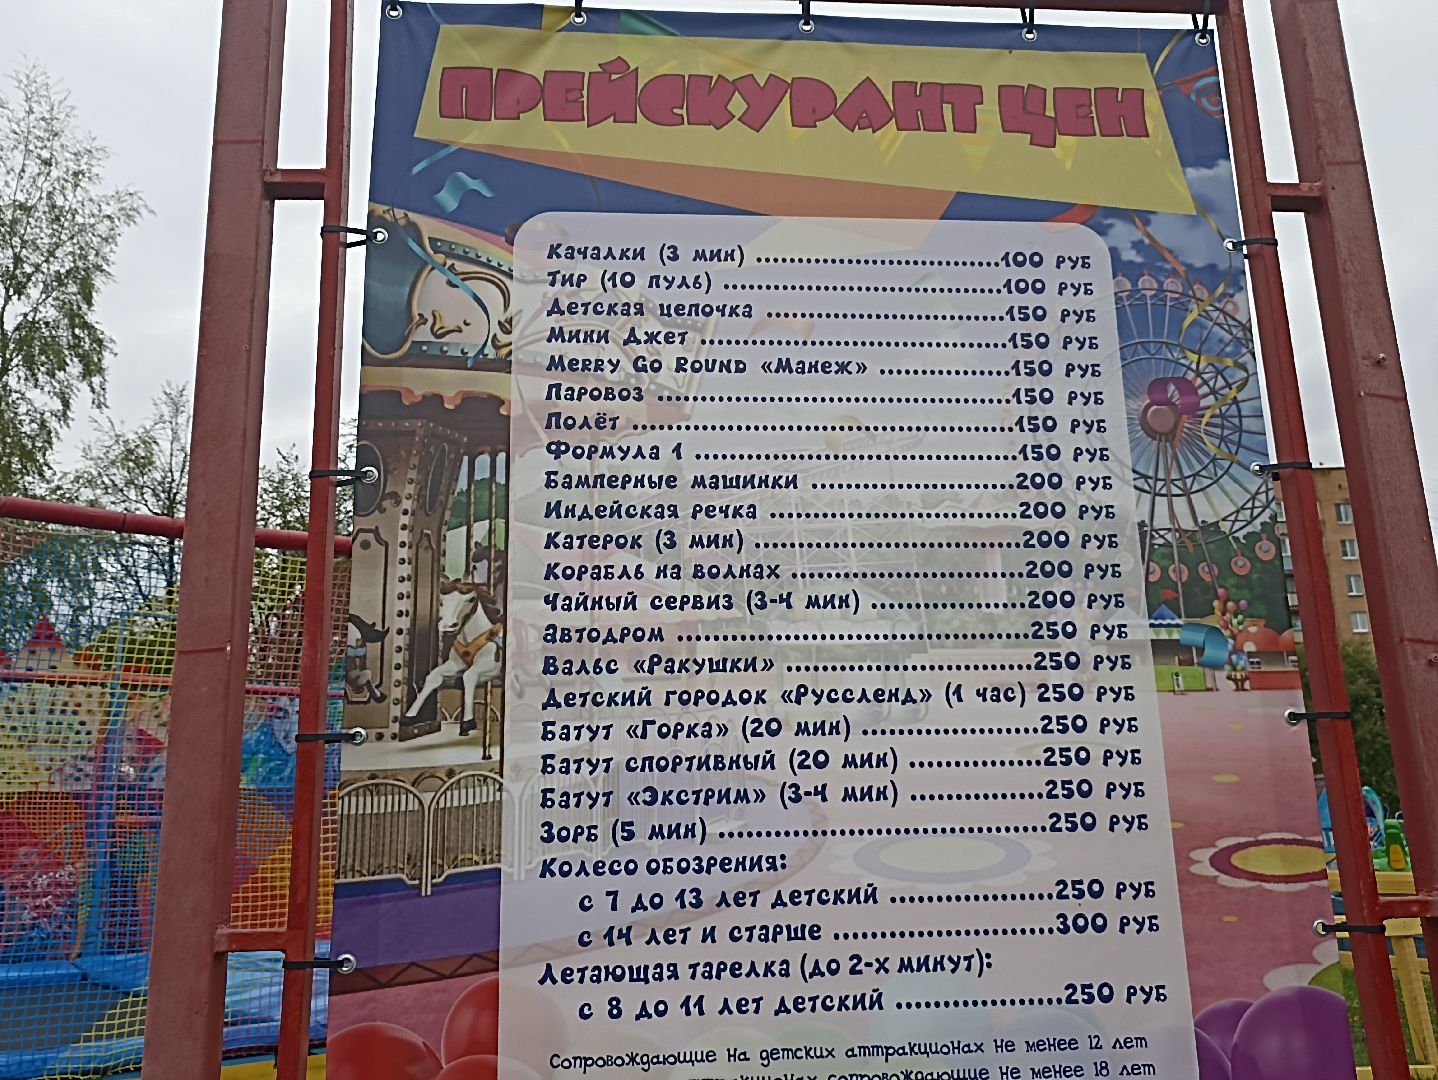 ПРЕЙСКУРАНТ ЦЕН
Качалки (3 мин) ............................100 руб
Тир (10 пуль) ................................100 руб
Детская цепочка ...........................150 руб
Мини Джет ...................................150 руб
Merry Go Round «Манеж» ...............150 руб
Паровоз ........................................150 руб
Полёт ...........................................150 руб
Формула 1 ....................................150 руб
Бамперные машинки .......................200 руб
Индейская речка ............................200 руб
Катерок (3 мин) ..............................200 руб
Корабль на волнах ..........................200 руб
Чайный сервиз (3-4 мин) .................200 руб
Автодром .......................................250 руб
Вальс «Ракушки» ............................250 руб
Детский городок «Руссленд» (1 час) 250 руб
Батут «Горка» (20 мин) ...................250 руб
Батут спортивный (20 мин) ..............250 руб
Батут «Экстрим» (3-4 мин) ..............250 руб
Зорб (5 мин) ...................................250 руб
Колесо обозрения:
с 7 до 13 лет детский ..................250 руб
с 14 лет и старше ........................300 руб
Летающая тарелка (до 2-х минут):
с 8 до 11 лет детский ..................250 руб
Сопровождающие на детских аттракционах не менее 12 лет
сопровождающие не менее 18 лет